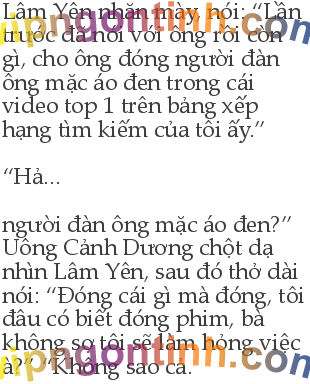 Lâm Yên nhăn mày, nói: “Lần
trước đã nói với ông rồi còn
gì, cho ông đóng người đàn
ông mặc áo đen trong cái
video top 1 trên bảng xếp
hạng tìm kiếm của tôi ấy.”
“Hả...
người đàn ông mặc áo đen?”
Uông Cảnh Dương chột dạ
nhìn Lâm Yên, sau đó thở dài
nói: “Đóng cái gì mà đóng, tôi
đâu có biết đóng phim, bà
không sợ tôi sẽ làm hỏng việc
à?” “Không sao cả.
vipngontinh.com
vipngontinh.com